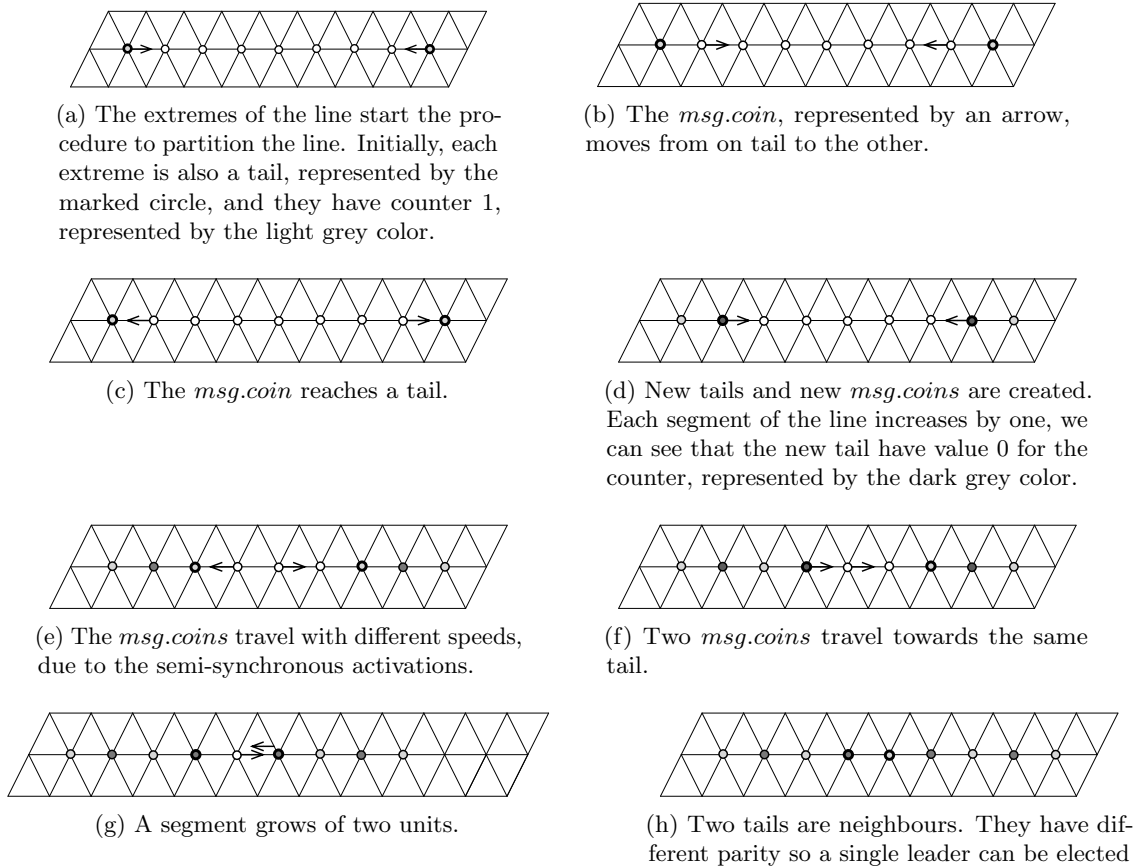 (a) The extremes of the line start the pro-
cedure to partition the line. Initially, each
extreme is also a tail, represented by the
marked circle, and they have counter 1,
represented by the light grey color.
(b) The msg.coin, represented by an arrow,
moves from on tail to the other.
(c) The msg.coin reaches a tail.
(d) New tails and new msg.coins are created.
Each segment of the line increases by one, we
can see that the new tail have value 0 for the
counter, represented by the dark grey color.
(e) The msg.coins travel with different speeds,
due to the semi-synchronous activations.
(f) Two msg.coins travel towards the same
tail.
(g) A segment grows of two units.
(h) Two tails are neighbours. They have dif-
ferent parity so a single leader can be elected